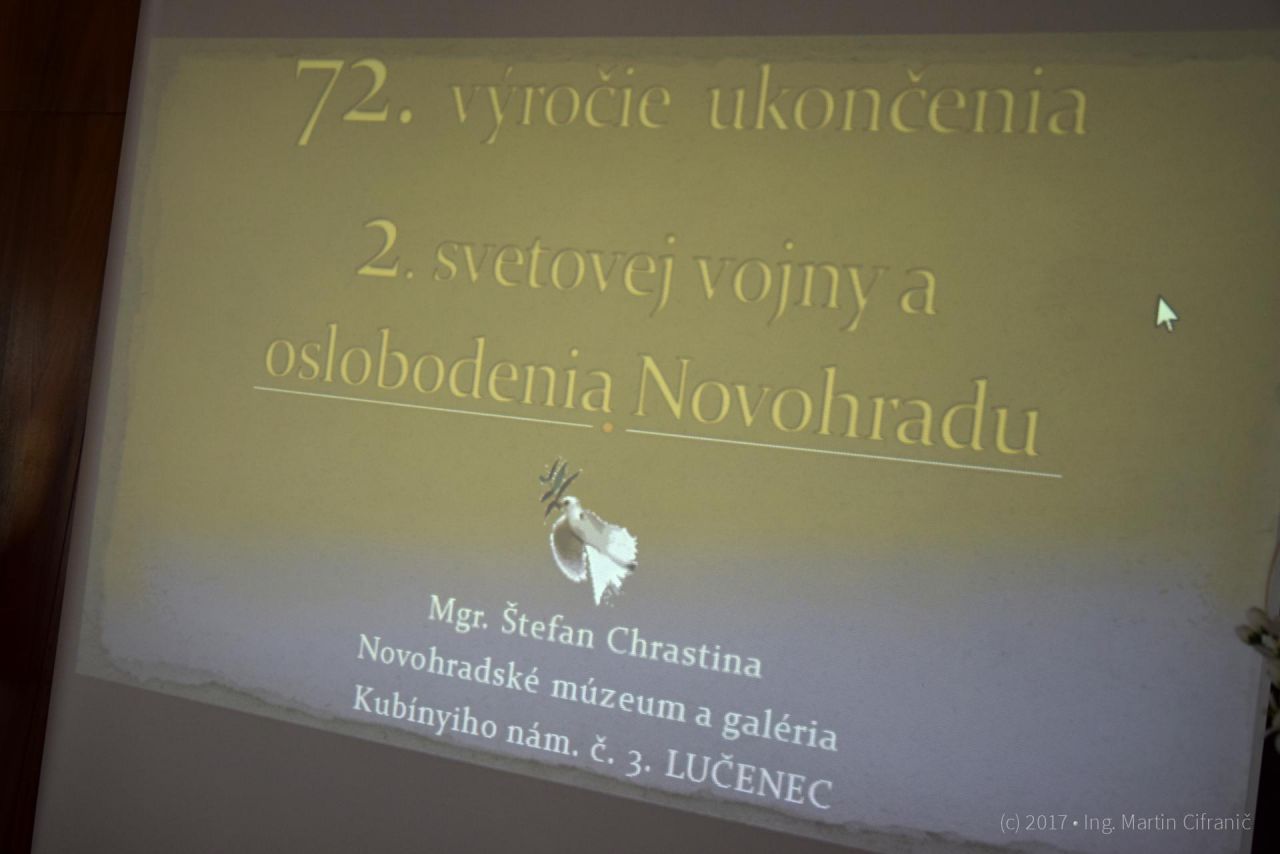 72. výročie ukončenia
2. svetovej vojny a
oslobodenia Novohradu
Mgr. Štefan Chrastina
Novohradské múzeum a galéria
Kubínyiho nám. č. 3. LUČENEC
(c) 2017 • Ing. Martin Cifranič